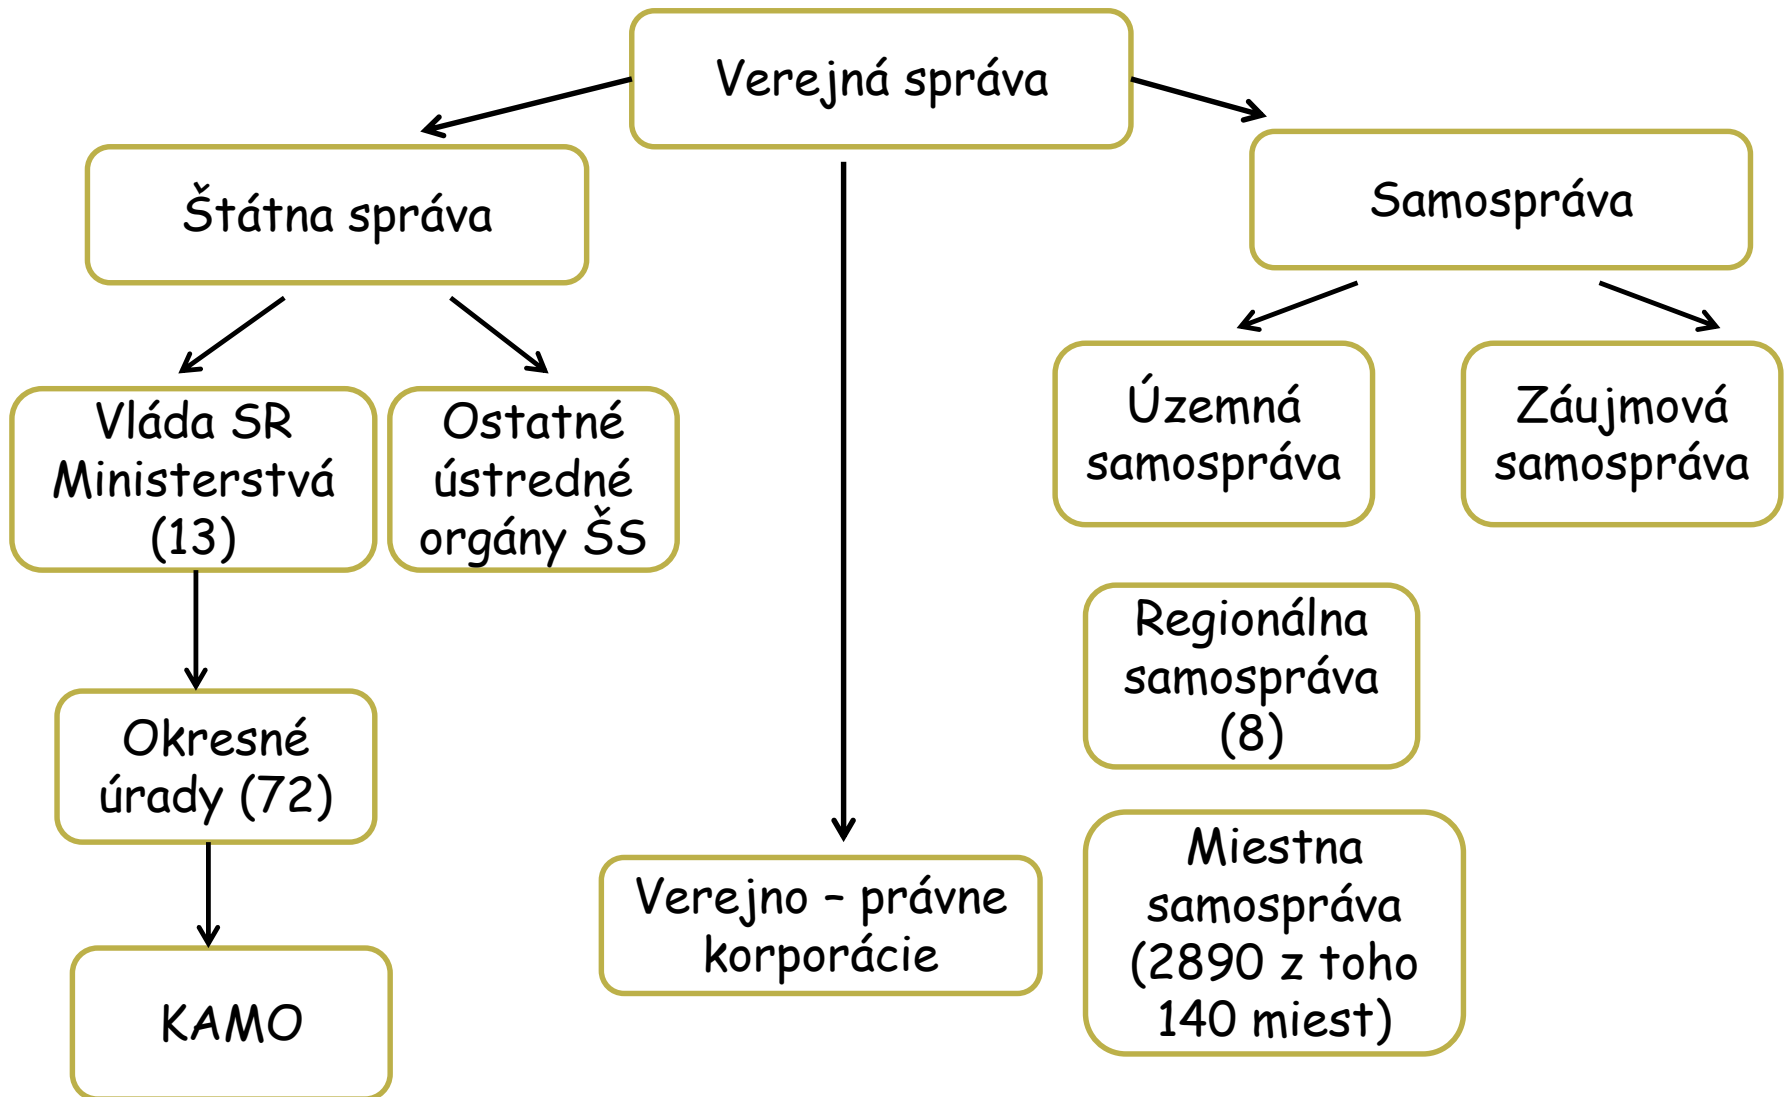 Verejná správa
Štátna správa
Samospráva
Vláda SR
Ministerstvá
(13)
Ostatné
ústredné
orgány ŠS
Územná
samospráva
Záujmová
samospráva
Regionálna
samospráva
(8)
Okresné
úrady (72)
Miestna
samospráva
(2890 z toho
140 miest)
Verejno – právne
korporácie
KAMO